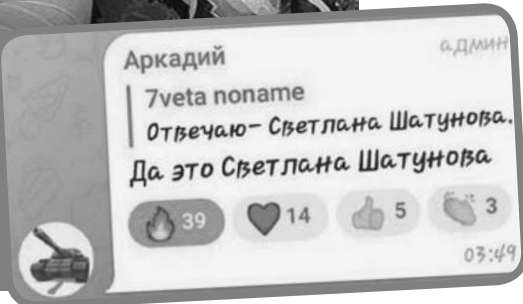 Аркадий
админ
7veta noname
Отвечаю– Светлана Шатунова.
Да это Светлана Шатунова
39 14 5 3
03:49